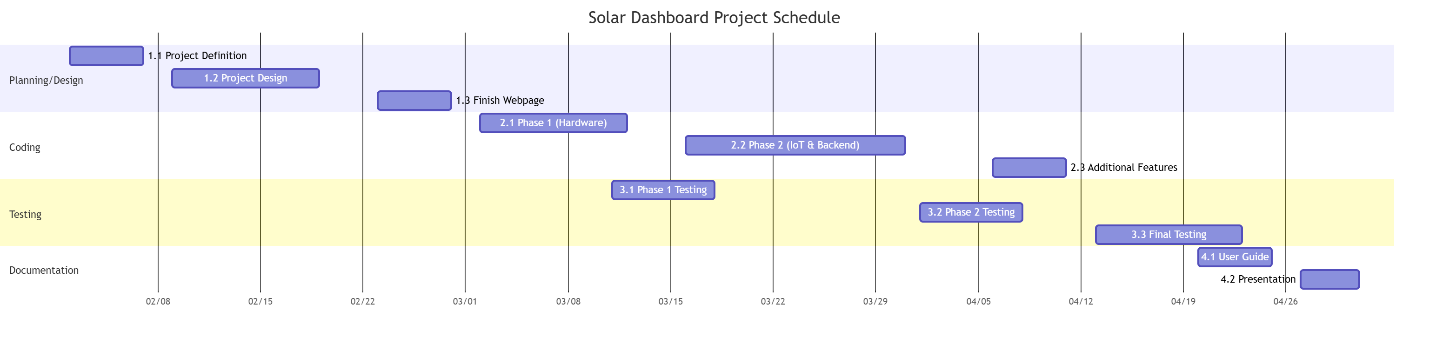 Solar Dashboard Project Schedule
Planning/Design
1.1 Project Definition
1.2 Project Design
1.3 Finish Webpage
Coding
2.1 Phase 1 (Hardware)
2.2 Phase 2 (IoT & Backend)
2.3 Additional Features
Testing
3.1 Phase 1 Testing
3.2 Phase 2 Testing
3.3 Final Testing
Documentation
4.1 User Guide
4.2 Presentation
02/08 02/15 02/22 03/01 03/08 03/15 03/22 03/29 04/05 04/12 04/19 04/26